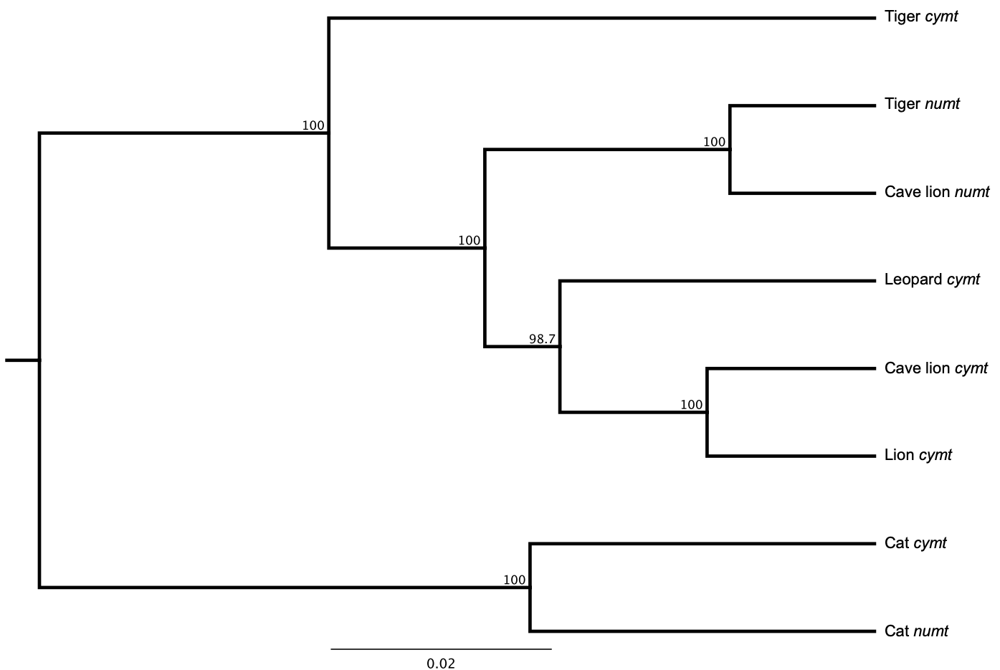 Tiger cymt
100
Tiger numt
100
Cave lion numt
100
Leopard cymt
98.7
Cave lion cymt
100
Lion cymt
Cat cymt
100
Cat numt
0.02